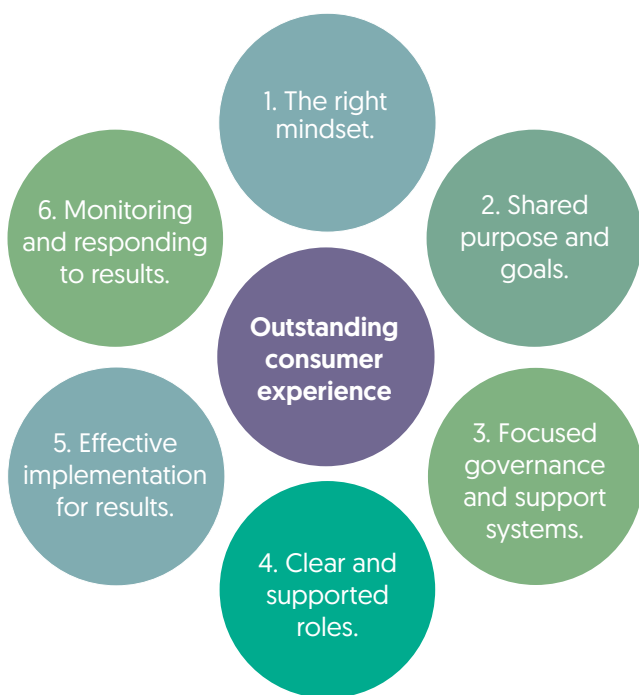 1. The right
mindset.
2. Shared
purpose and
goals.
3. Focused
governance
and support
systems.
4. Clear and
supported
roles.
5. Effective
implementation
for results.
6. Monitoring
and responding
to results.
Outstanding
consumer
experience